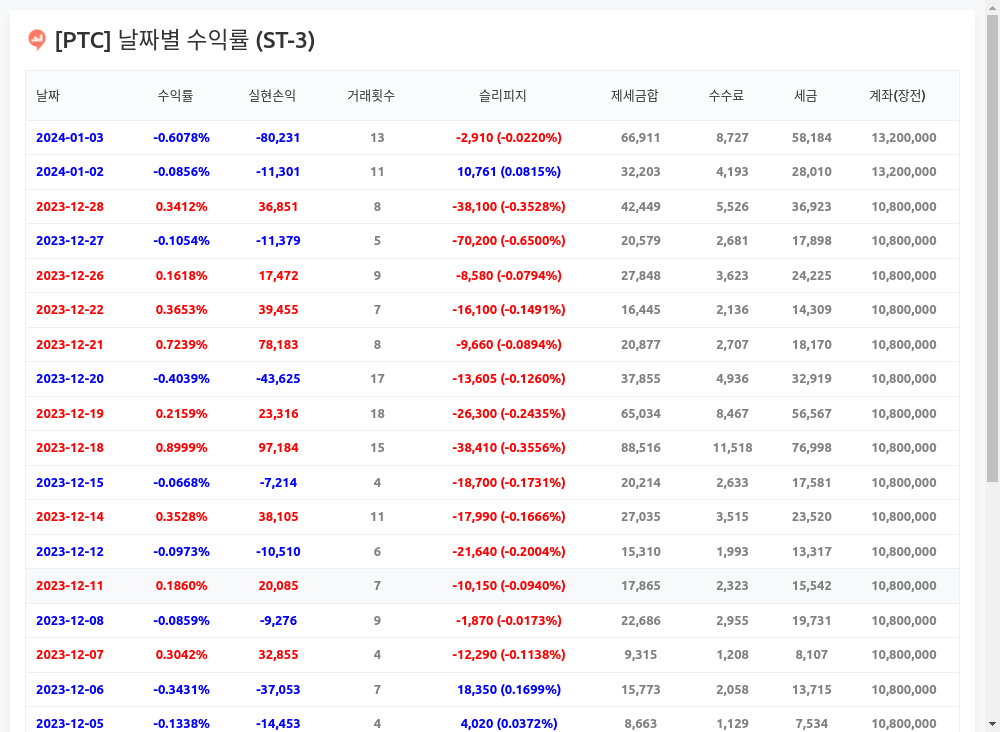 [PTC] 날짜별 수익률 (ST-3)
날짜 수익률 실현손익 거래횟수 슬리피지 제세금합 수수료 세금 계좌(장전)
2024-01-03 -0.6078% -80,231 13 -2,910 (-0.0220%) 66,911 8,727 58,184 13,200,000
2024-01-02 -0.0856% -11,301 11 10,761 (0.0815%) 32,203 4,193 28,010 13,200,000
2023-12-28 0.3412% 36,851 8 -38,100 (-0.3528%) 42,449 5,526 36,923 10,800,000
2023-12-27 -0.1054% -11,379 5 -70,200 (-0.6500%) 20,579 2,681 17,898 10,800,000
2023-12-26 0.1618% 17,472 9 -8,580 (-0.0794%) 27,848 3,623 24,225 10,800,000
2023-12-22 0.3653% 39,455 7 -16,100 (-0.1491%) 16,445 2,136 14,309 10,800,000
2023-12-21 0.7239% 78,183 8 -9,660 (-0.0894%) 20,877 2,707 18,170 10,800,000
2023-12-20 -0.4039% -43,625 17 -13,605 (-0.1260%) 37,855 4,936 32,919 10,800,000
2023-12-19 0.2159% 23,316 18 -26,300 (-0.2435%) 65,034 8,467 56,567 10,800,000
2023-12-18 0.8999% 97,184 15 -38,410 (-0.3556%) 88,516 11,518 76,998 10,800,000
2023-12-15 -0.0668% -7,214 4 -18,700 (-0.1731%) 20,214 2,633 17,581 10,800,000
2023-12-14 0.3528% 38,105 11 -17,990 (-0.1666%) 27,035 3,515 23,520 10,800,000
2023-12-12 -0.0973% -10,510 6 -21,640 (-0.2004%) 15,310 1,993 13,317 10,800,000
2023-12-11 0.1860% 20,085 7 -10,150 (-0.0940%) 17,865 2,323 15,542 10,800,000
2023-12-08 -0.0859% -9,276 9 -1,870 (-0.0173%) 22,686 2,955 19,731 10,800,000
2023-12-07 0.3042% 32,855 4 -12,290 (-0.1138%) 9,315 1,208 8,107 10,800,000
2023-12-06 -0.3431% -37,053 7 18,350 (0.1699%) 15,773 2,058 13,715 10,800,000
2023-12-05 -0.1338% -14,453 4 4,020 (0.0372%) 8,663 1,129 7,534 10,800,000